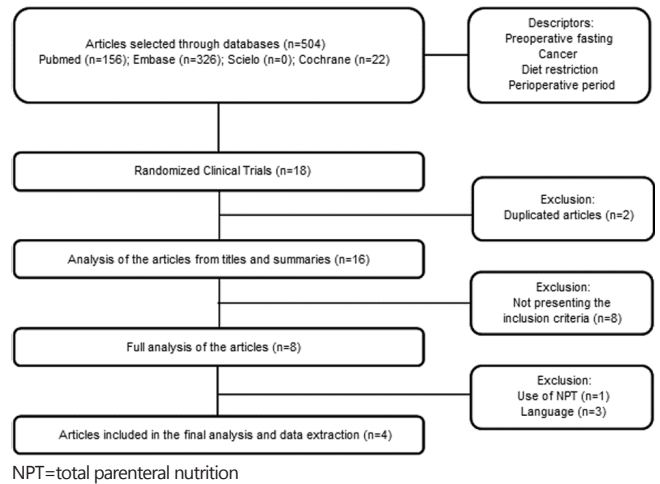 Articles selected through databases (n=504)
Pubmed (n=156); Embase (n=326); Scielo (n=0); Cochrane (n=22)
Descriptors:
Preoperative fasting
Cancer
Diet restriction
Perioperative period
Randomized Clinical Trials (n=18)
Exclusion:
Duplicated articles (n=2)
Analysis of the articles from titles and summaries (n=16)
Exclusion:
Not presenting the
inclusion criteria (n=8)
Full analysis of the articles (n=8)
Exclusion:
Use of NPT (n=1)
Language (n=3)
Articles included in the final analysis and data extraction (n=4)
NPT=total parenteral nutrition